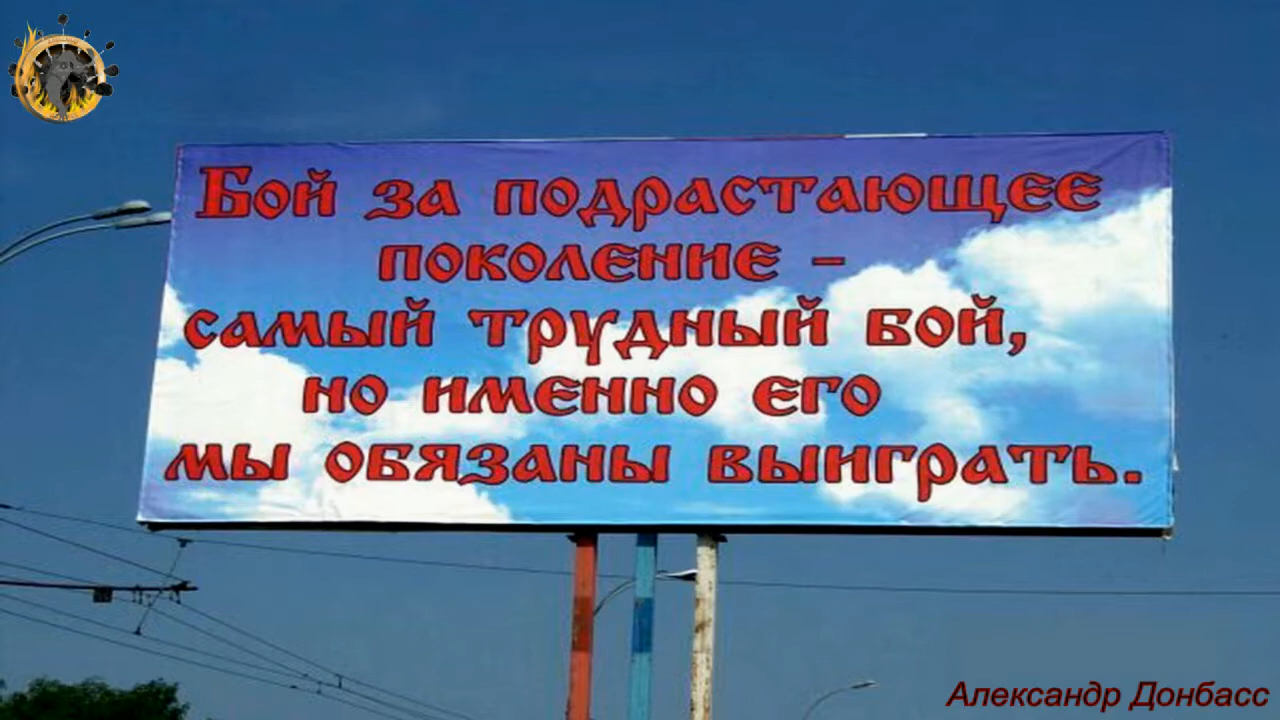 Бой за подрастающее
поколение –
самый трудный бой,
но именно его
мы обязаны выиграть.
Александр Донбасс